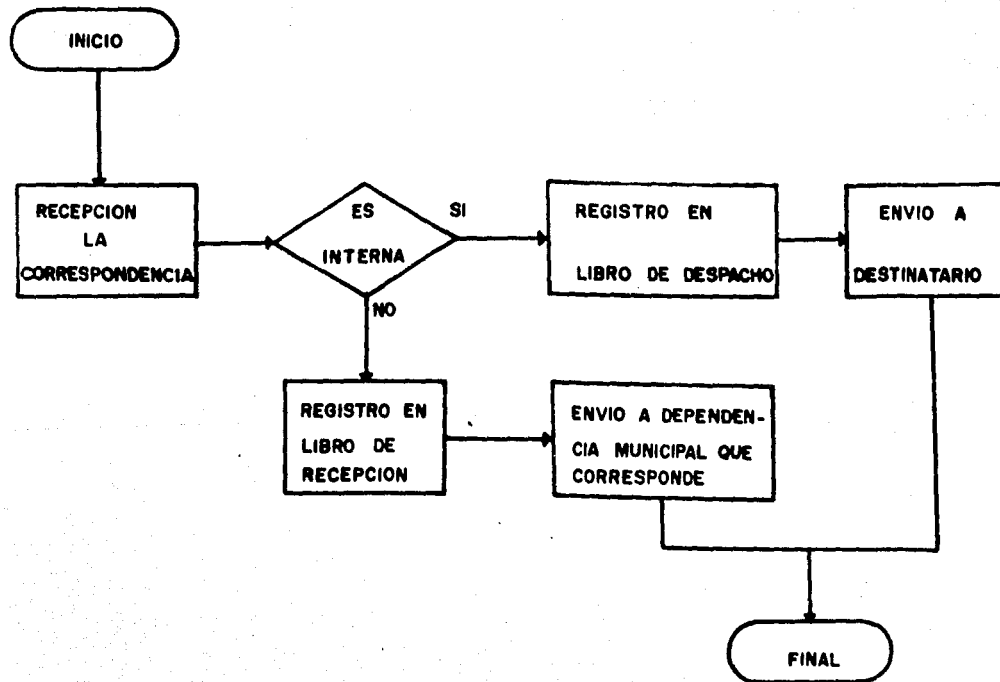 INICIO
RECEPCION
LA
CORRESPONDENCIA
ES
INTERNA
SI
REGISTRO EN
LIBRO DE DESPACHO
ENVIO A
DESTINATARIO
NO
REGISTRO EN
LIBRO DE
RECEPCION
ENVIO A DEPENDEN-
CIA MUNICIPAL QUE
CORRESPONDE
FINAL